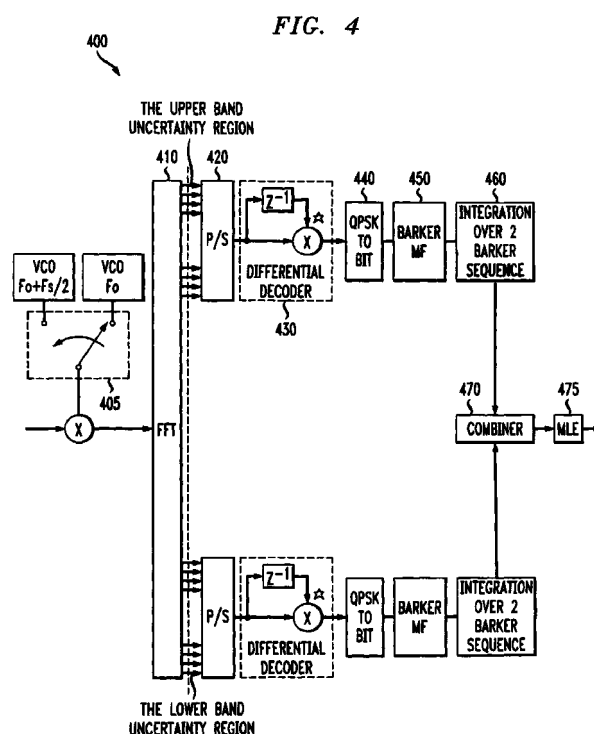 FIG. 4
400
THE UPPER BAND
UNCERTAINTY REGION
410
420
P/S
Z⁻¹
X
☆
DIFFERENTIAL
DECODER
430
440
QPSK
TO
BIT
450
BARKER
MF
460
INTEGRATION
OVER 2
BARKER
SEQUENCE
VCO
Fo+Fs/2
VCO
Fo
405
X
FFT
470
COMBINER
475
MLE
P/S
Z⁻¹
X
☆
DIFFERENTIAL
DECODER
QPSK
TO
BIT
BARKER
MF
INTEGRATION
OVER 2
BARKER
SEQUENCE
THE LOWER BAND
UNCERTAINTY REGION